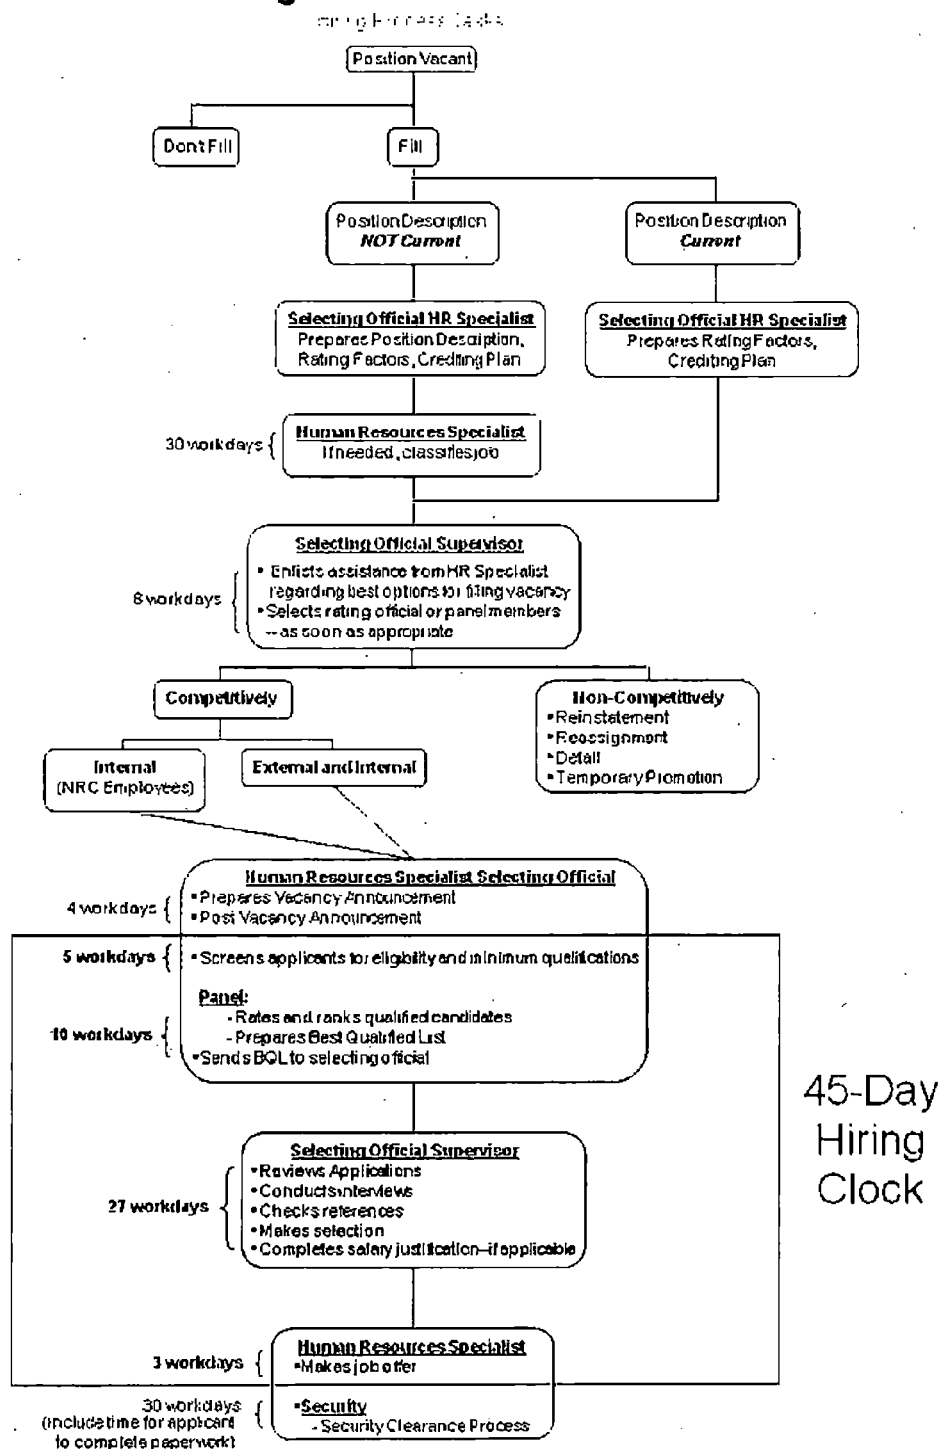 Hiring Process Tasks
Position Vacant
Don't Fill
Fill
Position Description
NOT Current
Position Description
Current
Selecting Official HR Specialist
Prepares Position Description,
Rating Factors, Crediting Plan
Selecting Official HR Specialist
Prepares Rating Factors,
Crediting Plan
30 workdays
Human Resources Specialist
If needed, classifies job
Selecting Official Supervisor
• Enlists assistance from HR Specialist
regarding best options for filling vacancy
• Selects rating official or panel members
-- as soon as appropriate
8 workdays
Competitively
Non-Competitively
• Reinstatement
• Reassignment
• Detail
• Temporary Promotion
Internal
(NRC Employees)
External and Internal
Human Resources Specialist Selecting Official
4 workdays
• Prepares Vacancy Announcement
• Post Vacancy Announcement
5 workdays
• Screens applicants for eligibility and minimum qualifications
Panel:
10 workdays
- Rates and ranks qualified candidates
- Prepares Best Qualified List
• Sends BQL to selecting official
45-Day
Hiring
Clock
Selecting Official Supervisor
27 workdays
• Reviews Applications
• Conducts interviews
• Checks references
• Makes selection
• Completes salary justification--if applicable
Human Resources Specialist
3 workdays
• Makes job offer
30 workdays
(include time for applicant
to complete paperwork)
• Security
- Security Clearance Process